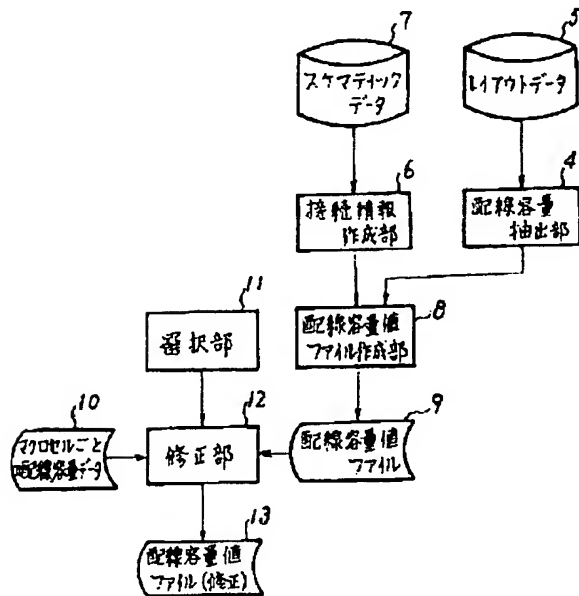 7
スケマティック
データ
5
レイアウトデータ
6
接続情報
作成部
4
配線容量
抽出部
11
選択部
8
配線容量値
ファイル作成部
10
マクロセルごと
配線容量データ
12
修正部
9
配線容量値
ファイル
13
配線容量値
ファイル(修正)